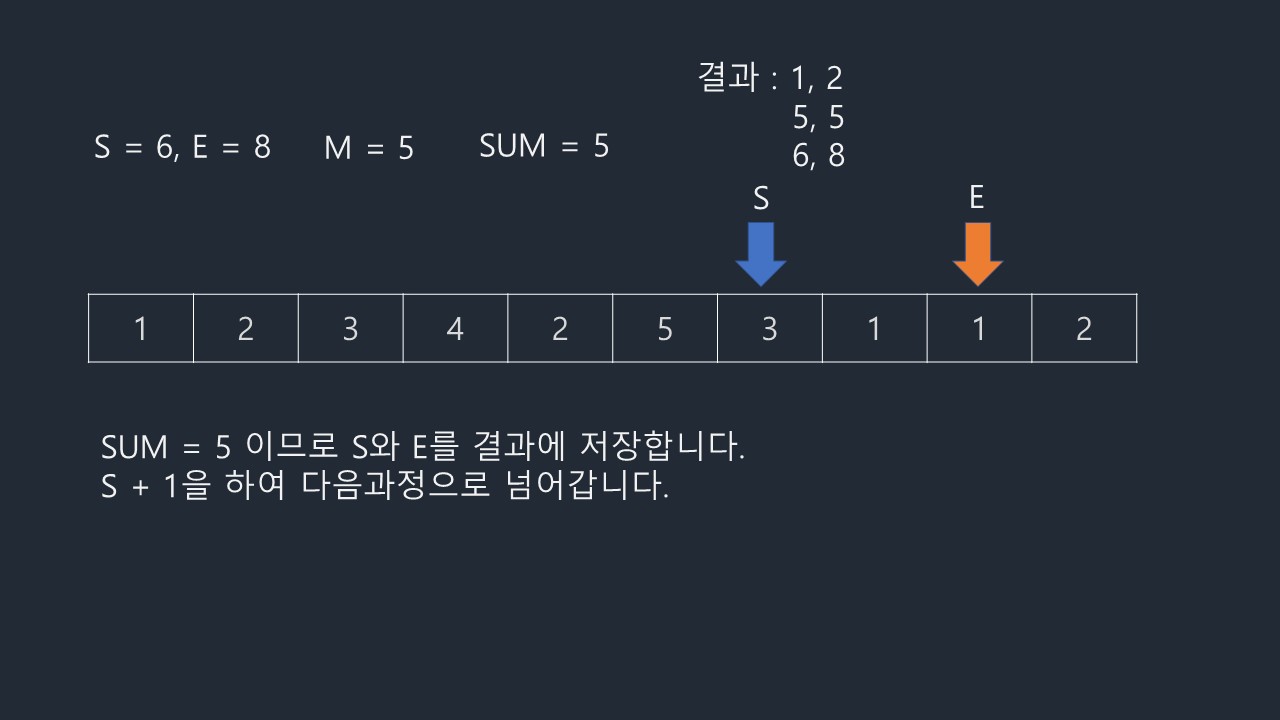 결과 : 1, 2
5, 5
6, 8
S = 6, E = 8 M = 5 SUM = 5
S E
1 2 3 4 2 5 3 1 1 2
SUM = 5 이므로 S와 E를 결과에 저장합니다.
S + 1을 하여 다음과정으로 넘어갑니다.